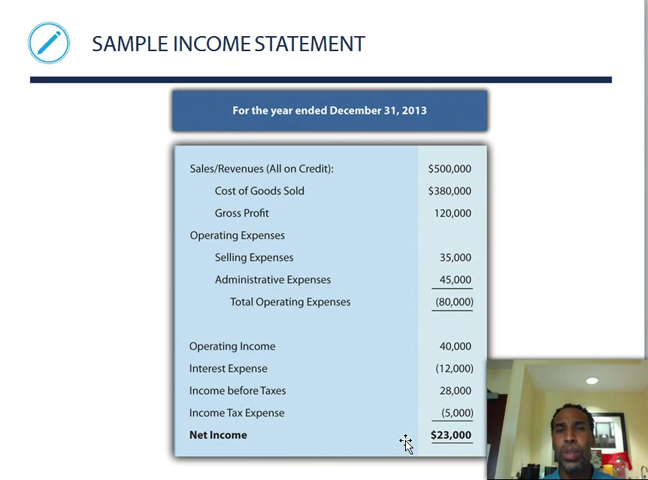 SAMPLE INCOME STATEMENT
For the year ended December 31, 2013
Sales/Revenues (All on Credit): $500,000
Cost of Goods Sold $380,000
Gross Profit 120,000
Operating Expenses
Selling Expenses 35,000
Administrative Expenses 45,000
Total Operating Expenses (80,000)
Operating Income 40,000
Interest Expense (12,000)
Income before Taxes 28,000
Income Tax Expense (5,000)
Net Income $23,000